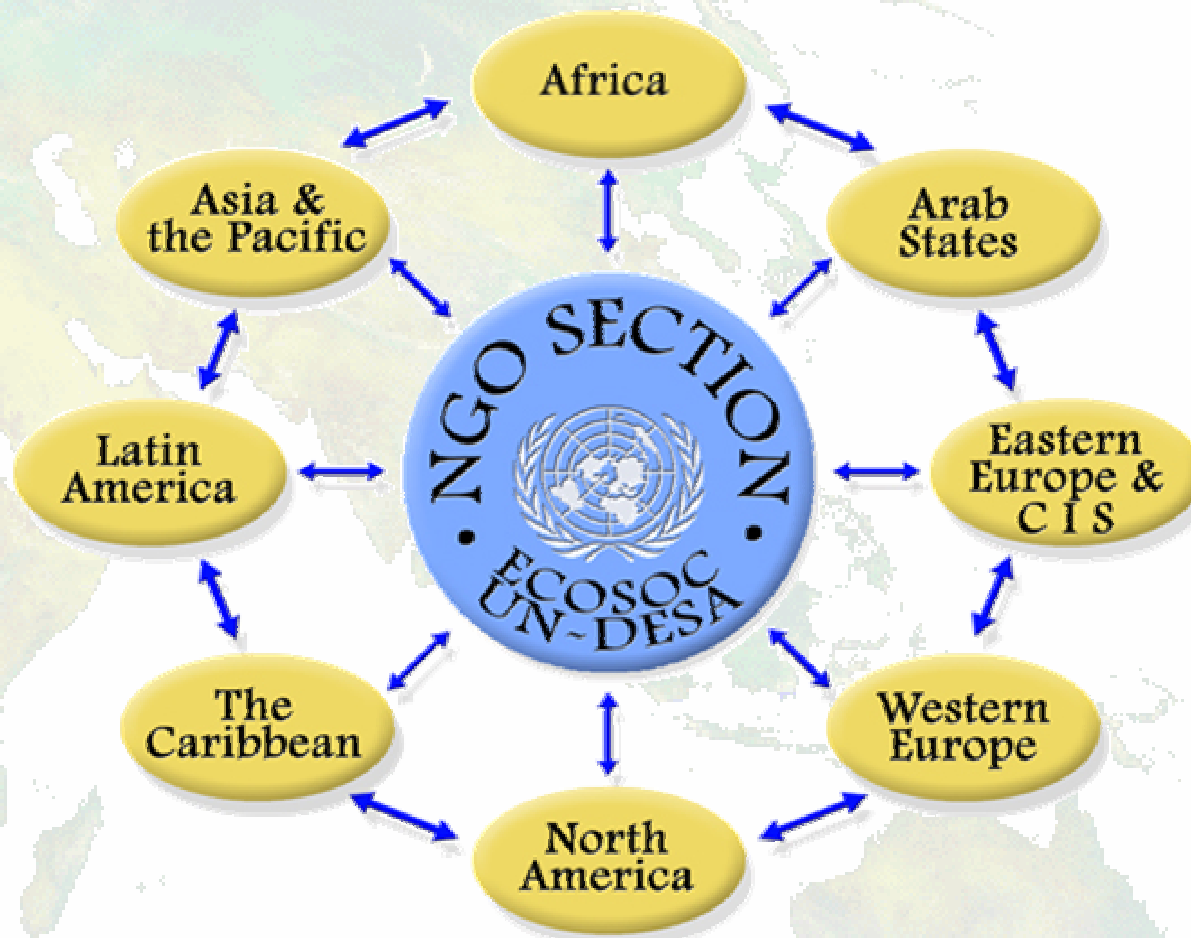 Africa
Asia &
the Pacific
Arab
States
NGO SECTION
ECOSOC
UN-DESA
Latin
America
Eastern
Europe &
C I S
The
Caribbean
Western
Europe
North
America